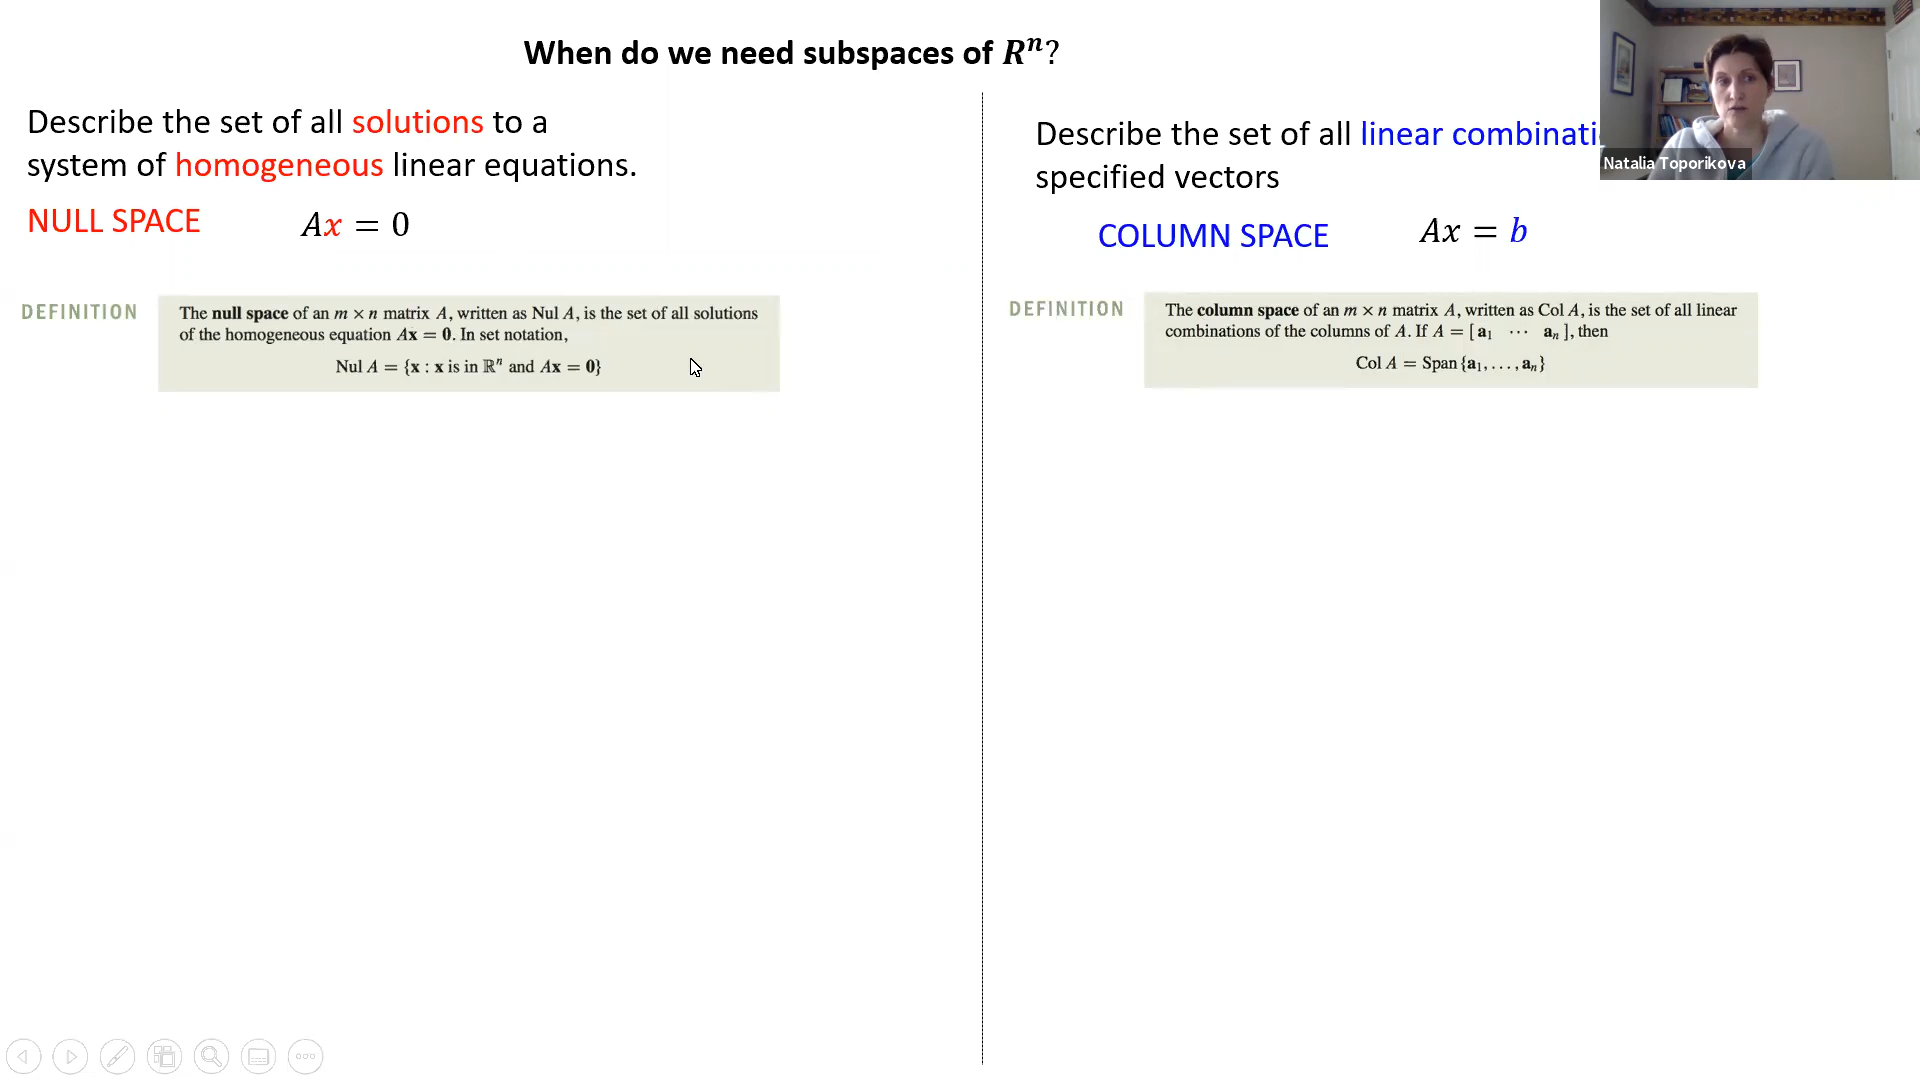 When do we need subspaces of Rⁿ?
Describe the set of all solutions to a
system of homogeneous linear equations.
NULL SPACE
Ax = 0
DEFINITION
The null space of an m × n matrix A, written as Nul A, is the set of all solutions
of the homogeneous equation Ax = 0. In set notation,
Nul A = {x : x is in ℝⁿ and Ax = 0}
Describe the set of all linear combinati
specified vectors
COLUMN SPACE
Ax = b
DEFINITION
The column space of an m × n matrix A, written as Col A, is the set of all linear
combinations of the columns of A. If A = [ a₁ ⋯ aₙ ], then
Col A = Span {a₁, . . . , aₙ}
Natalia Toporikova